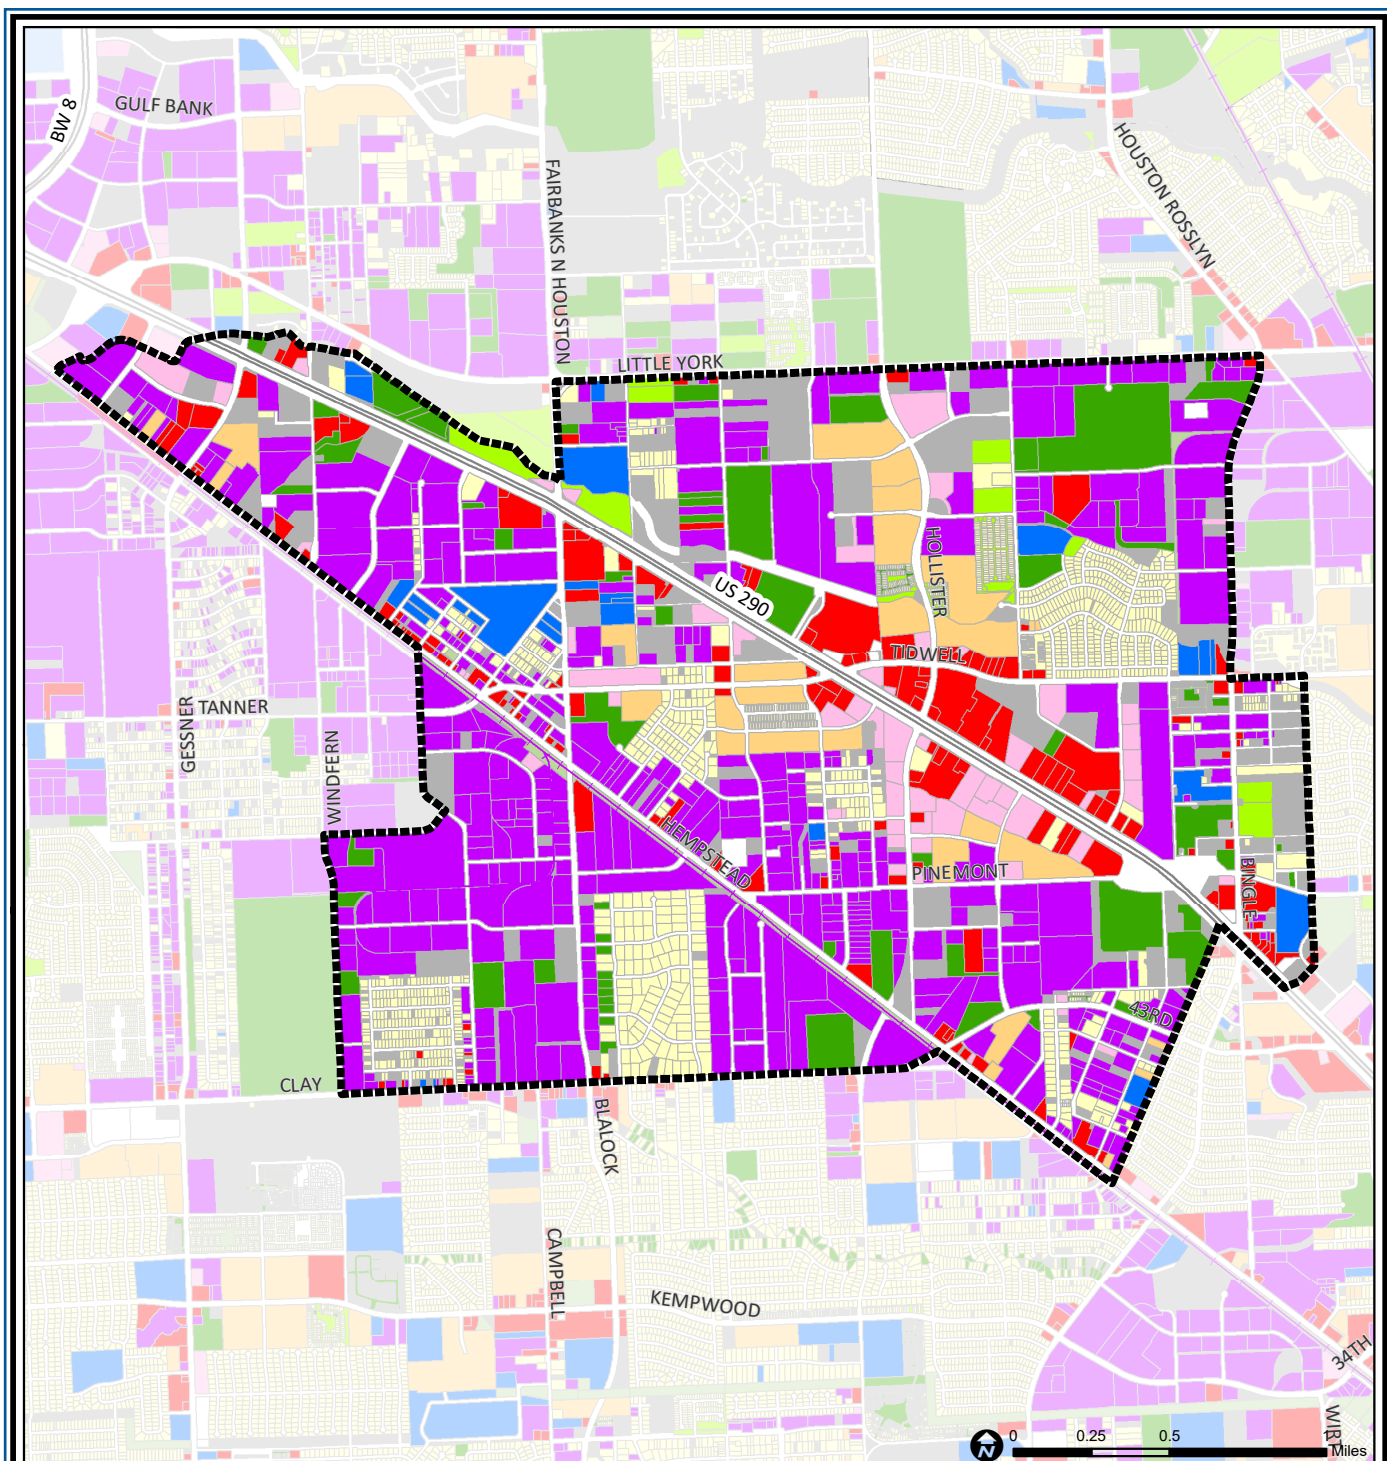 BW 8
GULF BANK
FAIRBANKS N HOUSTON
HOUSTON ROSSLYN
LITTLE YORK
US 290
HOLLISTER
TIDWELL
GESSNER
TANNER
WINDFERN
HEMPSTEAD
PINEMONT
BINGLE
43RD
CLAY
BLALOCK
CAMPBELL
KEMPWOOD
34TH
WIRT
N
0 0.25 0.5
Miles